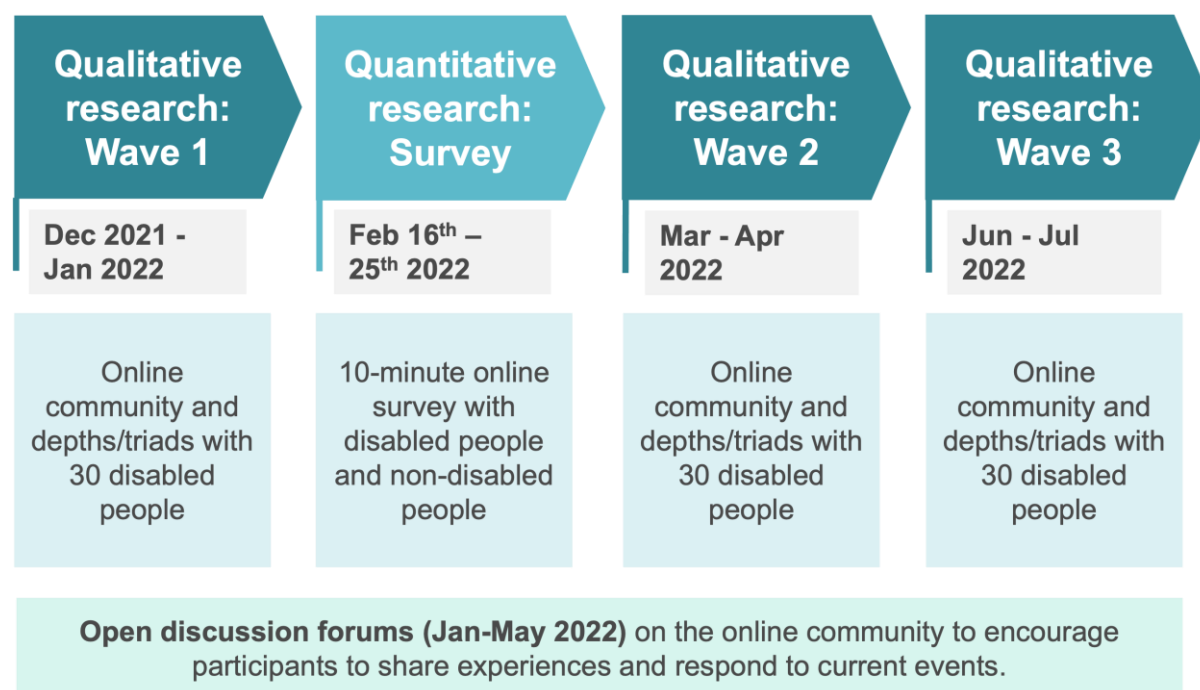 Qualitative
research:
Wave 1
Dec 2021 -
Jan 2022
Online
community and
depths/triads with
30 disabled
people
Quantitative
research:
Survey
Feb 16th –
25th 2022
10-minute online
survey with
disabled people
and non-disabled
people
Qualitative
research:
Wave 2
Mar - Apr
2022
Online
community and
depths/triads with
30 disabled
people
Qualitative
research:
Wave 3
Jun - Jul
2022
Online
community and
depths/triads with
30 disabled
people
Open discussion forums (Jan-May 2022) on the online community to encourage
participants to share experiences and respond to current events.